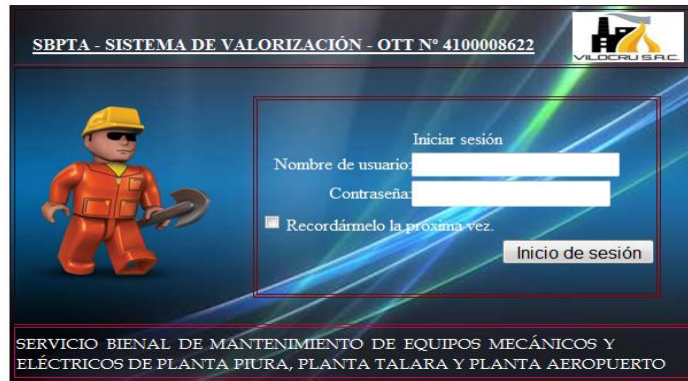 SBPTA - SISTEMA DE VALORIZACIÓN - OTT Nº 4100008622
VILOCRU S.A.C.
Iniciar sesión
Nombre de usuario:
Contraseña:
Recordármelo la próxima vez.
Inicio de sesión
SERVICIO BIENAL DE MANTENIMIENTO DE EQUIPOS MECÁNICOS Y
ELÉCTRICOS DE PLANTA PIURA, PLANTA TALARA Y PLANTA AEROPUERTO